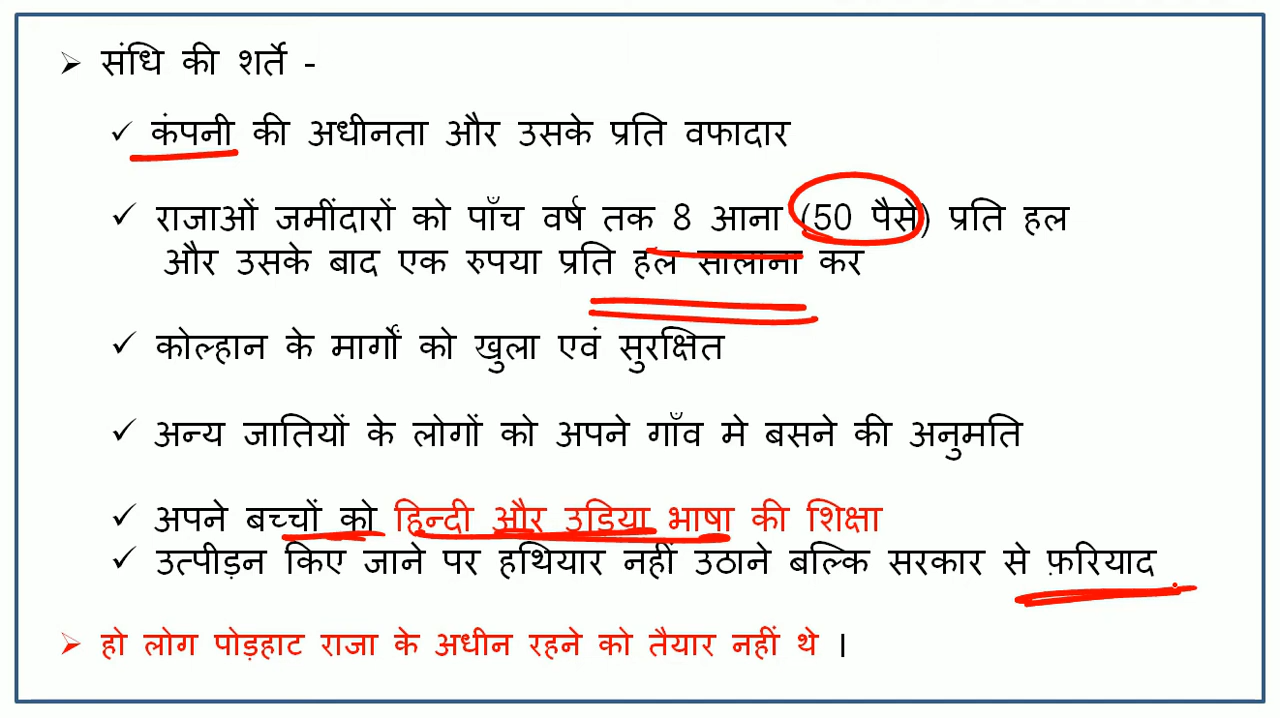 ➢ संधि की शर्ते -
✓ कंपनी की अधीनता और उसके प्रति वफादार
✓ राजाओं जमींदारों को पाँच वर्ष तक 8 आना (50 पैसे) प्रति हल
और उसके बाद एक रुपया प्रति हल सालाना कर
✓ कोल्हान के मार्गों को खुला एवं सुरक्षित
✓ अन्य जातियों के लोगों को अपने गाँव मे बसने की अनुमति
✓ अपने बच्चों को हिन्दी और उडिया भाषा की शिक्षा
✓ उत्पीड़न किए जाने पर हथियार नहीं उठाने बल्कि सरकार से फ़रियाद
➢ हो लोग पोड़हाट राजा के अधीन रहने को तैयार नहीं थे ।